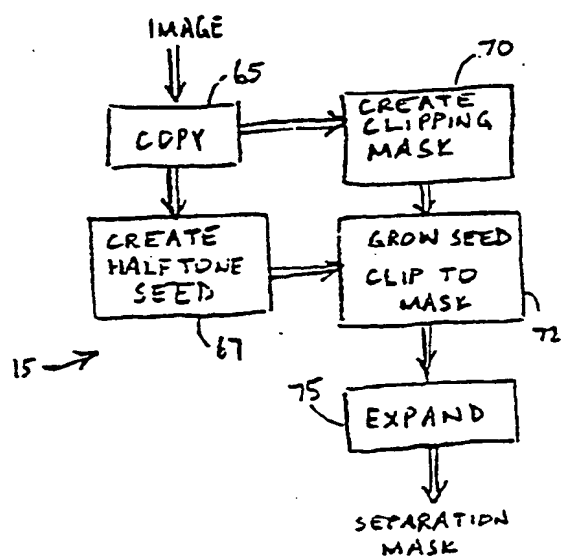 IMAGE
65
COPY
70
CREATE
CLIPPING
MASK
CREATE
HALFTONE
SEED
67
GROW SEED
CLIP TO
MASK
72
15
75
EXPAND
SEPARATION
MASK